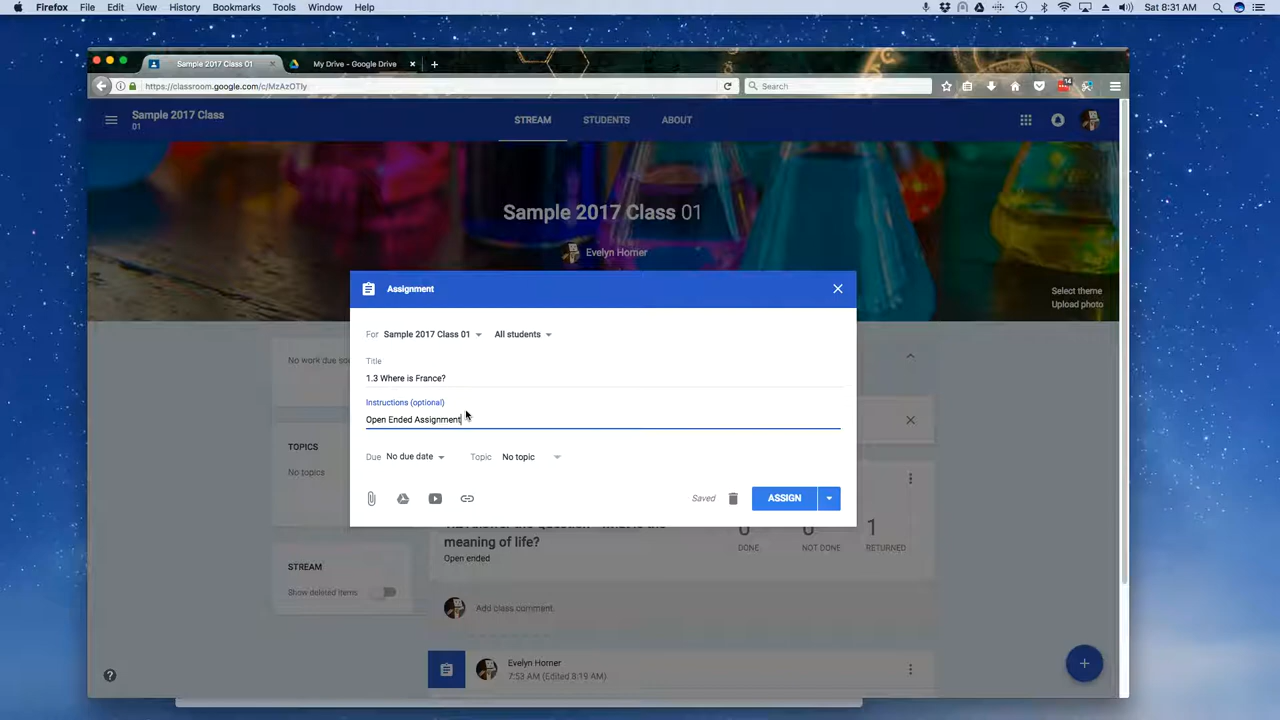 Firefox File Edit View History Bookmarks Tools Window Help
Sat 8:31 AM
Sample 2017 Class 01
My Drive - Google Drive
https://classroom.google.com/c/MzAzOTIy
Search
14
Sample 2017 Class
01
STREAM STUDENTS ABOUT
Sample 2017 Class 01
Evelyn Horner
Select theme
Upload photo
Assignment
For Sample 2017 Class 01 All students
Title
1.3 Where is France?
Instructions (optional)
Open Ended Assignment
Due No due date Topic No topic
Saved ASSIGN
No work due soo
TOPICS
No topics
STREAM
Show deleted items
meaning of life?
Open ended
1
DONE NOT DONE RETURNED
Add class comment
Evelyn Horner
7:53 AM (Edited 8:19 AM)